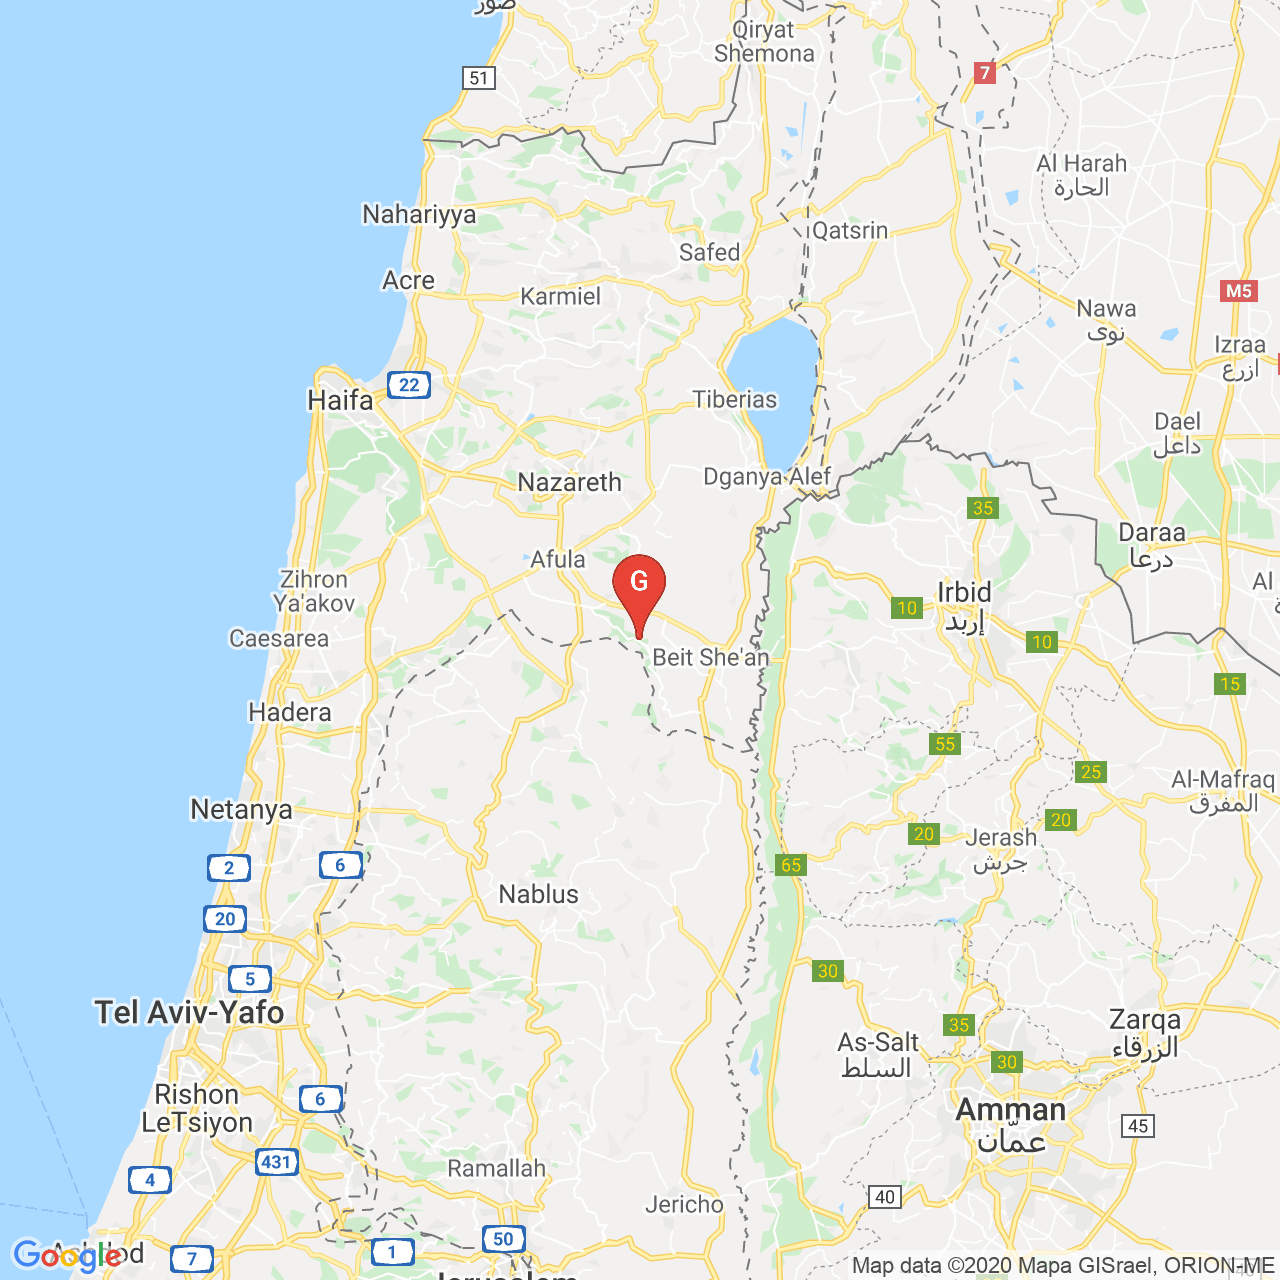 صور
Qiryat
Shemona
51
7
Al Harah
الحارة
Nahariyya
Qatsrin
Safed
Acre
Karmiel
M5
Nawa
نوى
Izraa
ازرع
22
Haifa
Tiberias
Dael
داعل
Nazareth
Dganya Alef
35
Daraa
درعا
Afula
G
Al
Zihron
Ya'akov
Irbid
إربد
10
Caesarea
10
Beit She'an
15
Hadera
55
25
Al-Mafraq
المفرق
Netanya
20
20
Jerash
جرش
2
6
65
Nablus
20
5
30
Tel Aviv-Yafo
35
Zarqa
الزرقاء
As-Salt
السلط
30
Rishon
LeTsiyon
6
Amman
عمّان
45
431
Ramallah
4
40
Jericho
50
1
7
Ashdod
Google
Jerusalem
Map data ©2020 Mapa GISrael, ORION-ME